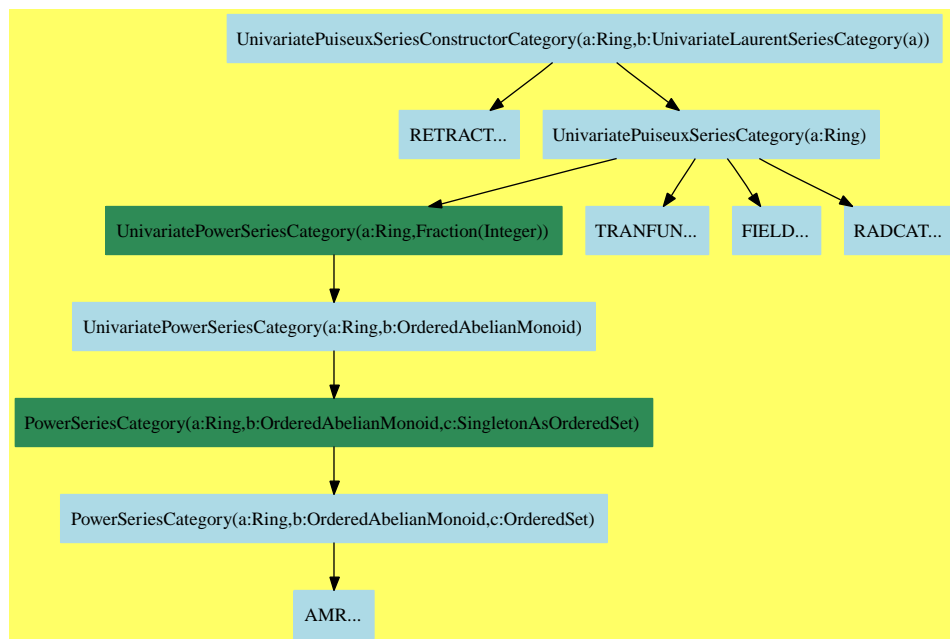 UnivariatePuiseuxSeriesConstructorCategory(a:Ring,b:UnivariateLaurentSeriesCategory(a))
RETRACT...
UnivariatePuiseuxSeriesCategory(a:Ring)
UnivariatePowerSeriesCategory(a:Ring,Fraction(Integer))
TRANFUN...
FIELD...
RADCAT...
UnivariatePowerSeriesCategory(a:Ring,b:OrderedAbelianMonoid)
PowerSeriesCategory(a:Ring,b:OrderedAbelianMonoid,c:SingletonAsOrderedSet)
PowerSeriesCategory(a:Ring,b:OrderedAbelianMonoid,c:OrderedSet)
AMR...